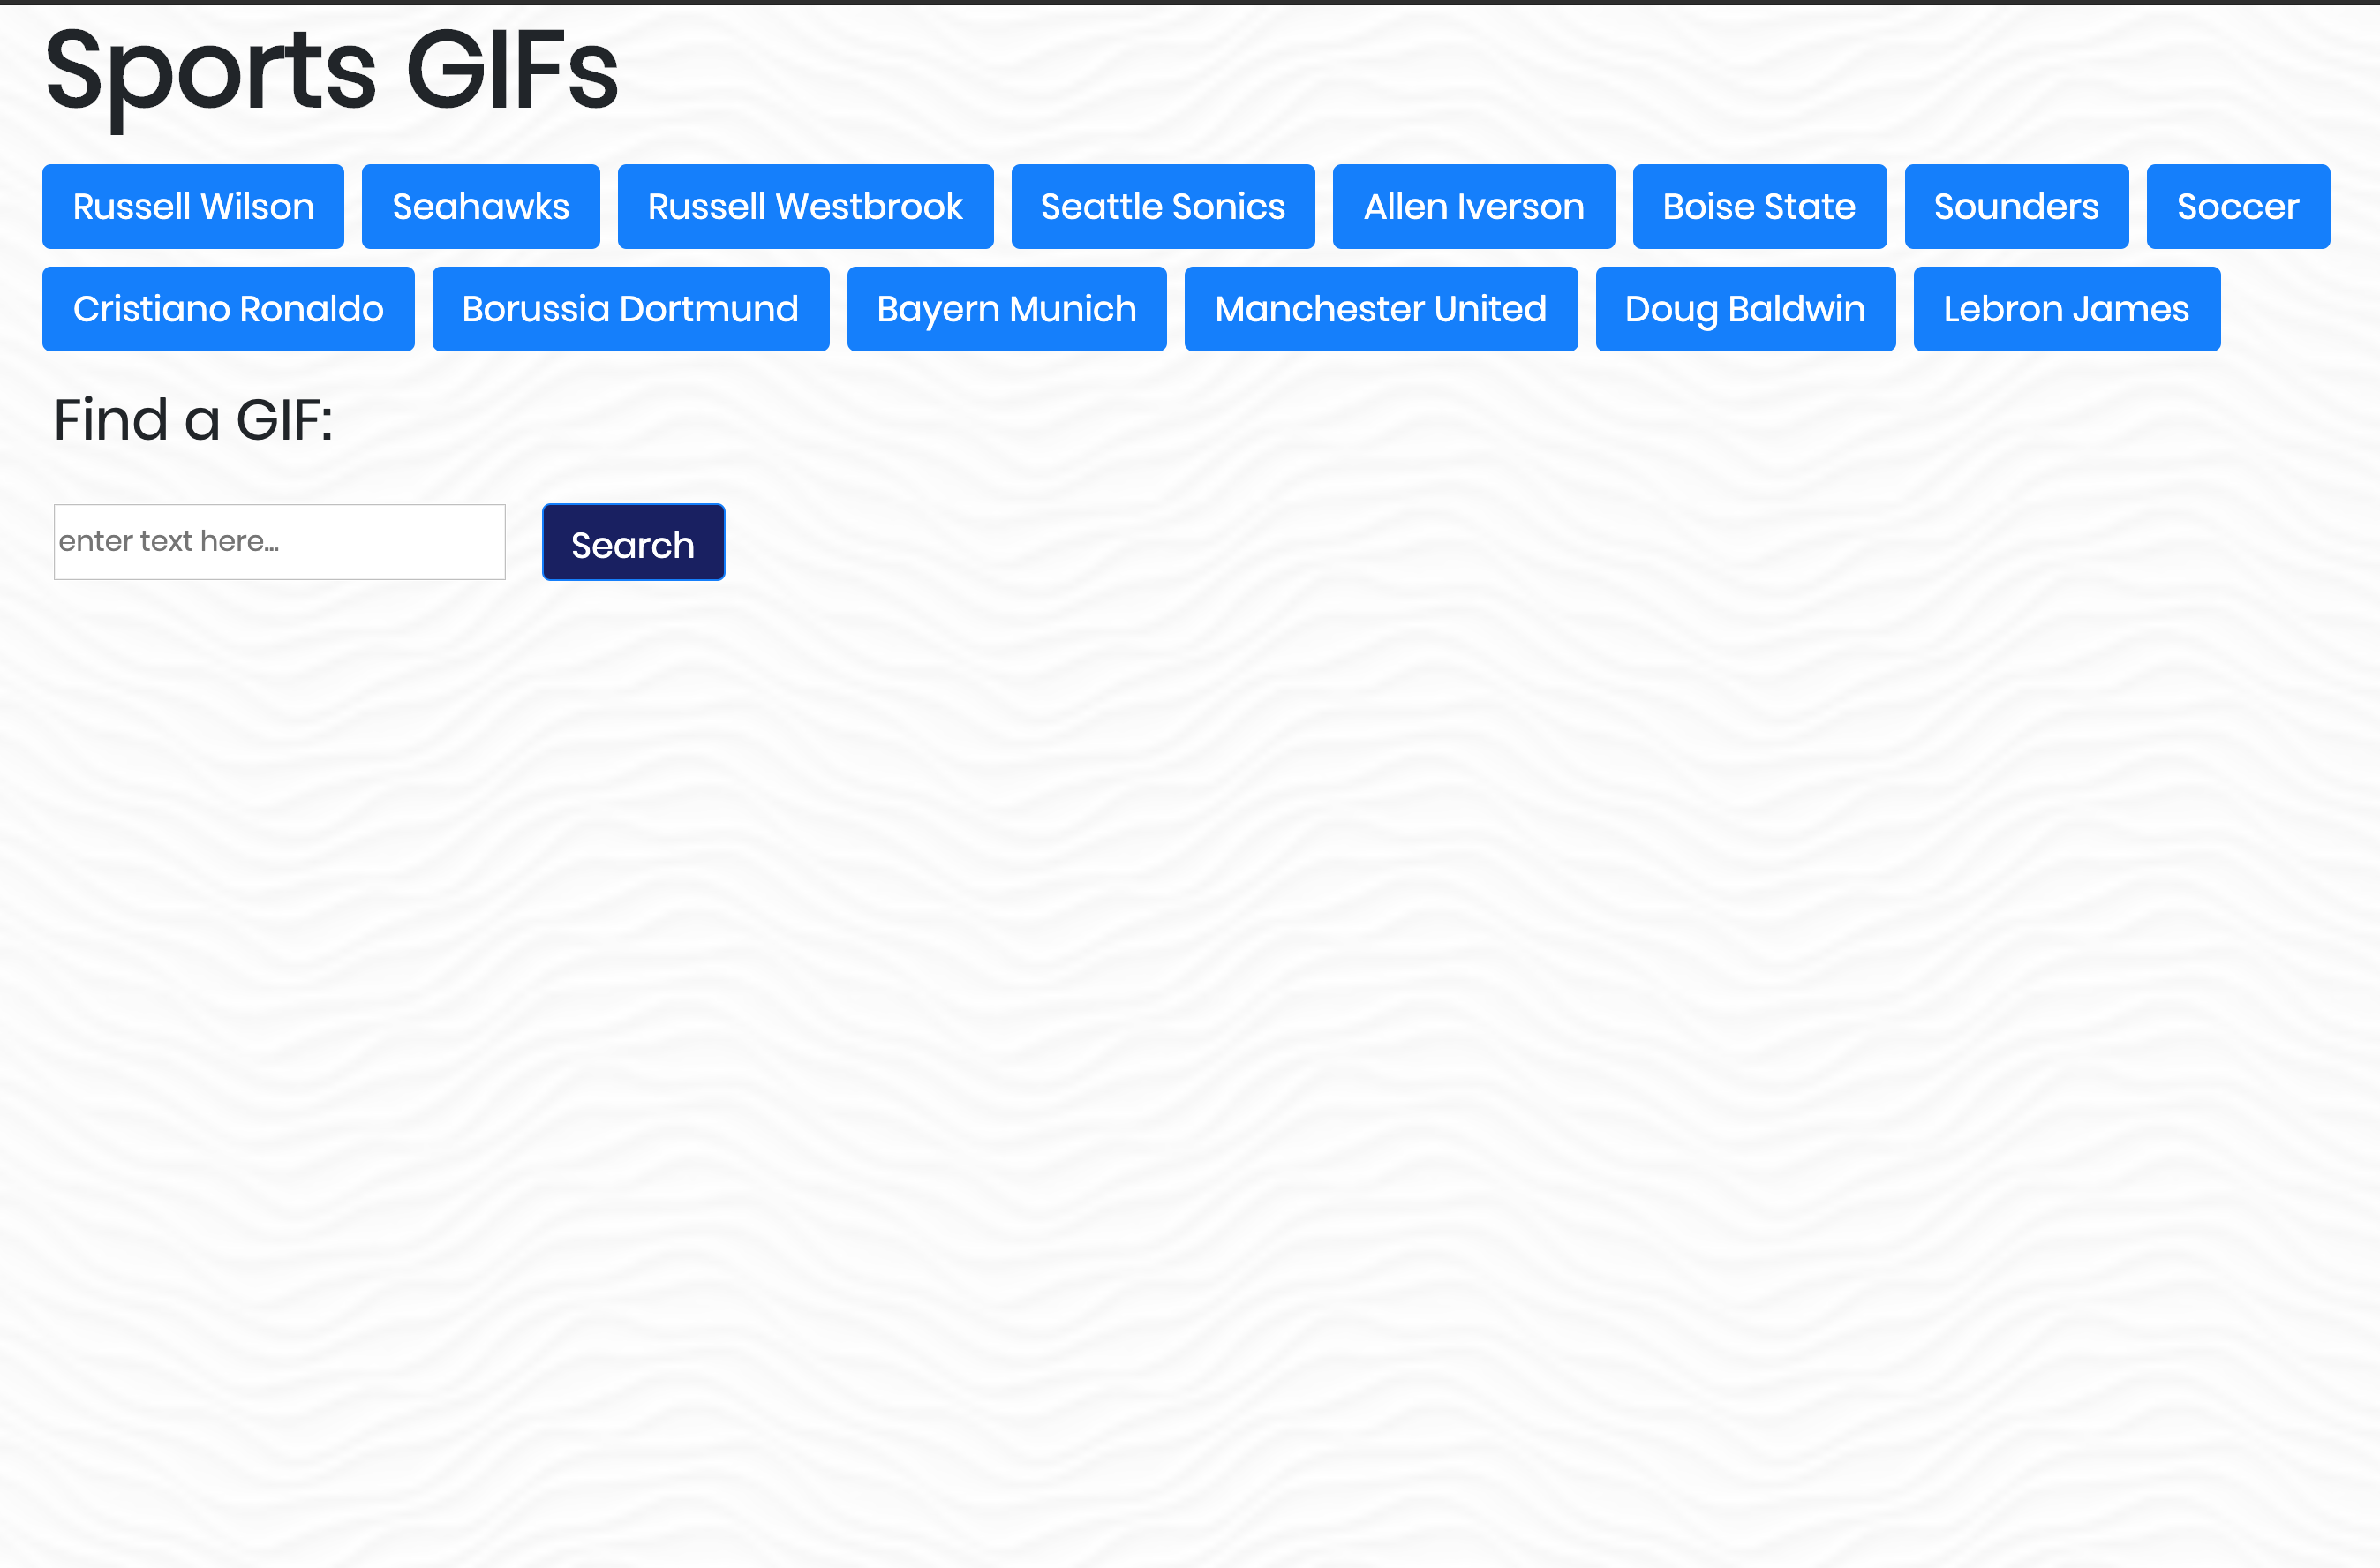 Sports GIFs
Russell Wilson Seahawks Russell Westbrook Seattle Sonics Allen Iverson Boise State Sounders Soccer
Cristiano Ronaldo Borussia Dortmund Bayern Munich Manchester United Doug Baldwin Lebron James
Find a GIF:
enter text here... Search